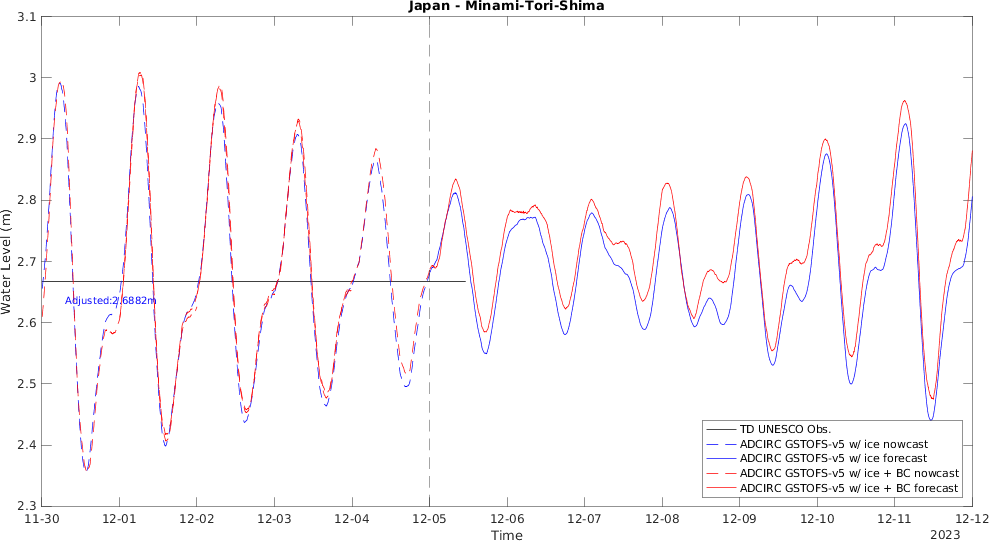 Japan - Minami-Tori-Shima
3.1
3
2.9
2.8
2.7
2.6
2.5
2.4
2.3
Water Level (m)
Adjusted:2.6882m
TD UNESCO Obs.
ADCIRC GSTOFS-v5 w/ ice nowcast
ADCIRC GSTOFS-v5 w/ ice forecast
ADCIRC GSTOFS-v5 w/ ice + BC nowcast
ADCIRC GSTOFS-v5 w/ ice + BC forecast
11-30 12-01 12-02 12-03 12-04 12-05 12-06 12-07 12-08 12-09 12-10 12-11 12-12
Time
2023